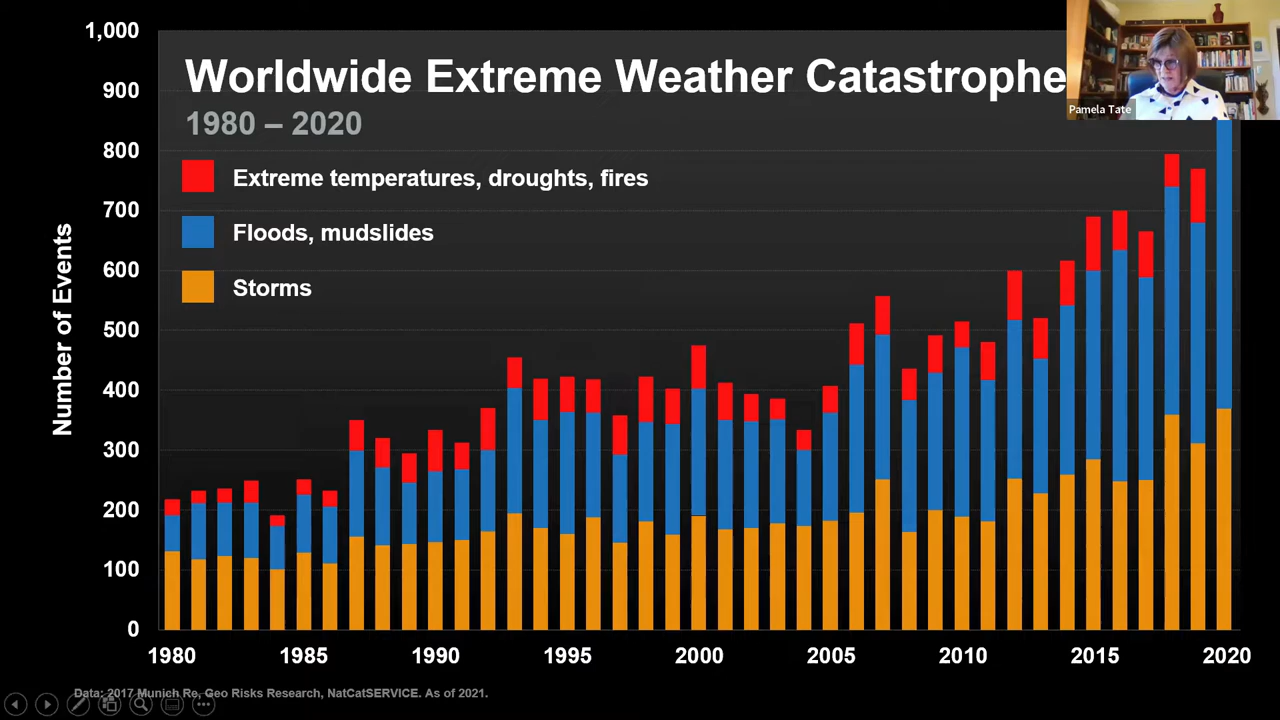 1,000
Worldwide Extreme Weather Catastrophe
Pamela Tate
900
1980 – 2020
800
Extreme temperatures, droughts, fires
700
Floods, mudslides
600
Storms
500
Number of Events
400
300
200
100
0
1980 1985 1990 1995 2000 2005 2010 2015 2020
Data: 2017 Munich Re, Geo Risks Research, NatCatSERVICE. As of 2021.